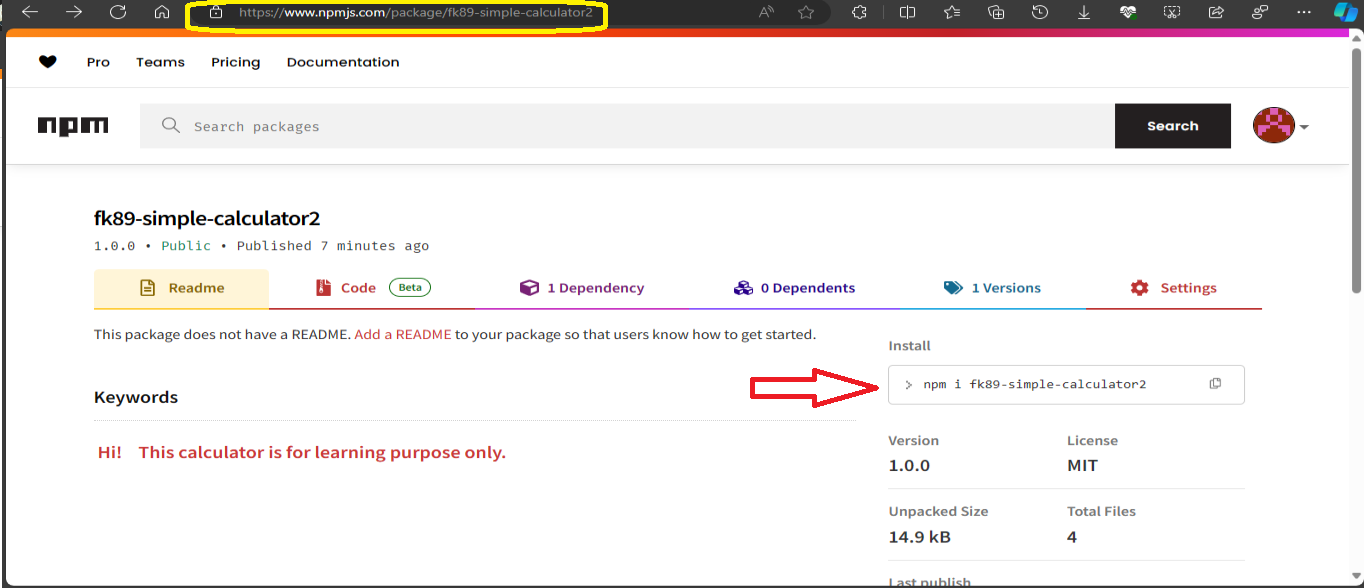 https://www.npmjs.com/package/fk89-simple-calculator2
Pro Teams Pricing Documentation
npm Search packages Search
fk89-simple-calculator2
1.0.0 • Public • Published 7 minutes ago
Readme Code Beta 1 Dependency 0 Dependents 1 Versions Settings
This package does not have a README. Add a README to your package so that users know how to get started.
Keywords
Hi! This calculator is for learning purpose only.
Install
> npm i fk89-simple-calculator2
Version License
1.0.0 MIT
Unpacked Size Total Files
14.9 kB 4
Last publish